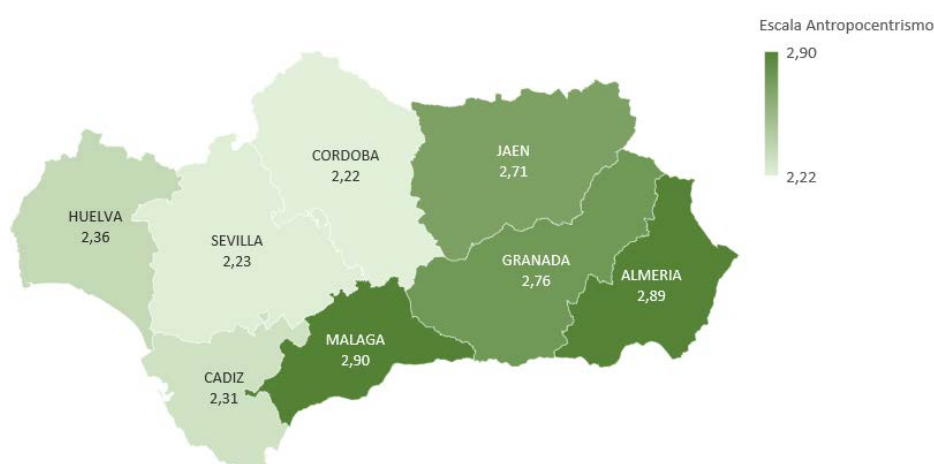 Escala Antropocentrismo
2,90
2,22
CORDOBA
2,22
JAEN
2,71
HUELVA
2,36
SEVILLA
2,23
GRANADA
2,76
ALMERIA
2,89
MALAGA
2,90
CADIZ
2,31